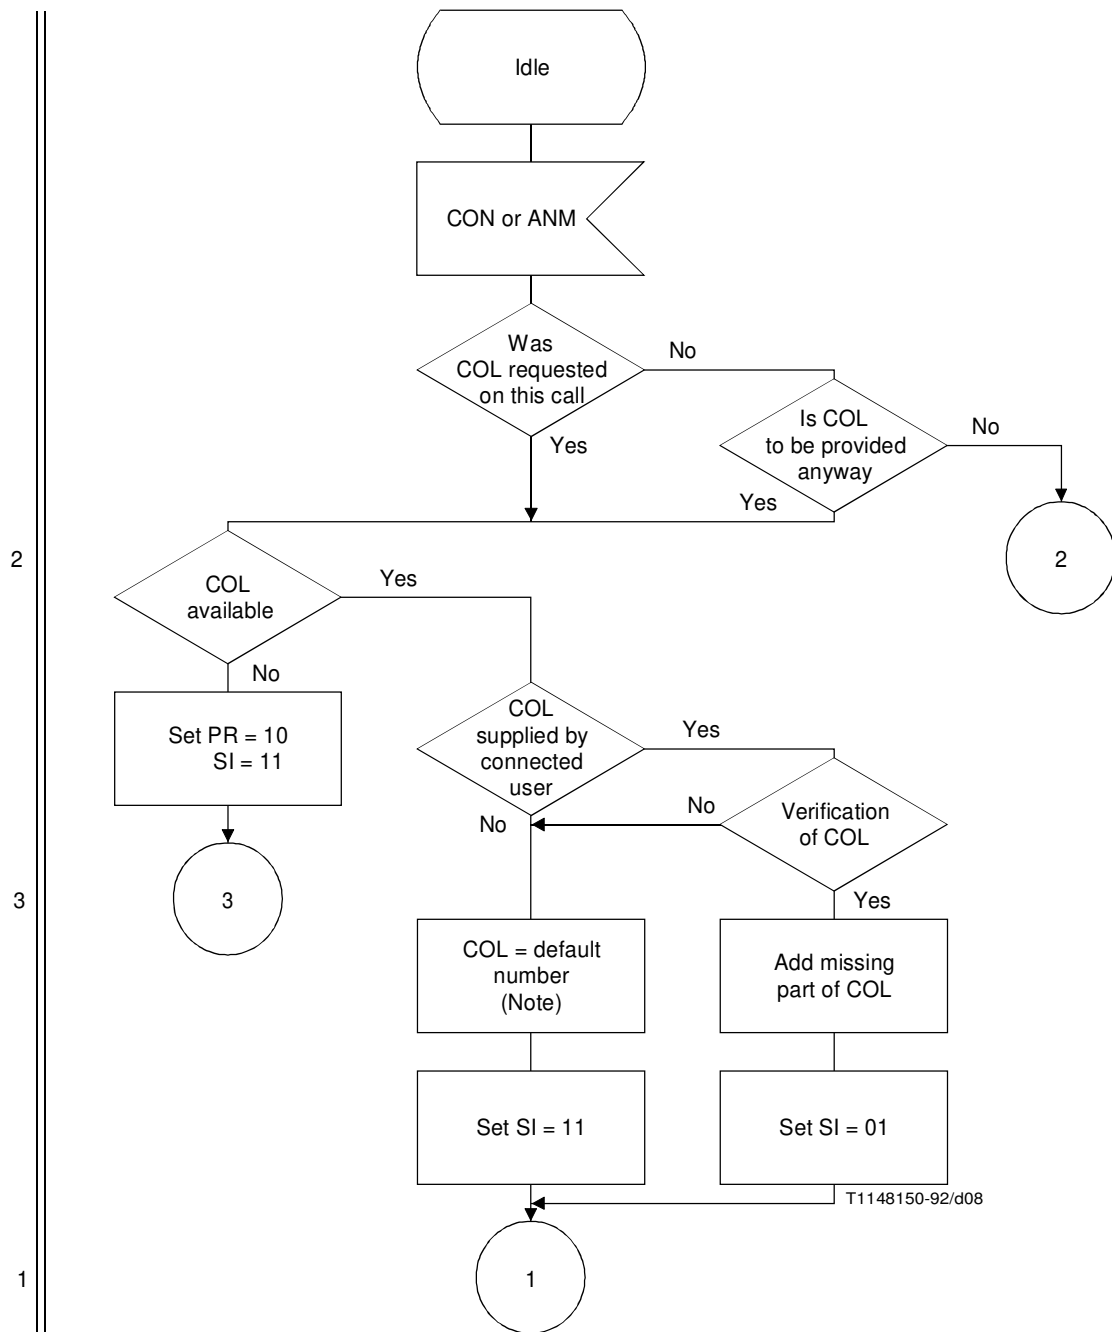 Idle
CON or ANM
Was
COL requested
on this call
No
Yes
Is COL
to be provided
anyway
No
Yes
2
2
COL
available
Yes
No
Set PR = 10
SI = 11
3
3
COL
supplied by
connected
user
Yes
No
Verification
of COL
No
Yes
COL = default
number
(Note)
Add missing
part of COL
Set SI = 11
Set SI = 01
T1148150-92/d08
1
1